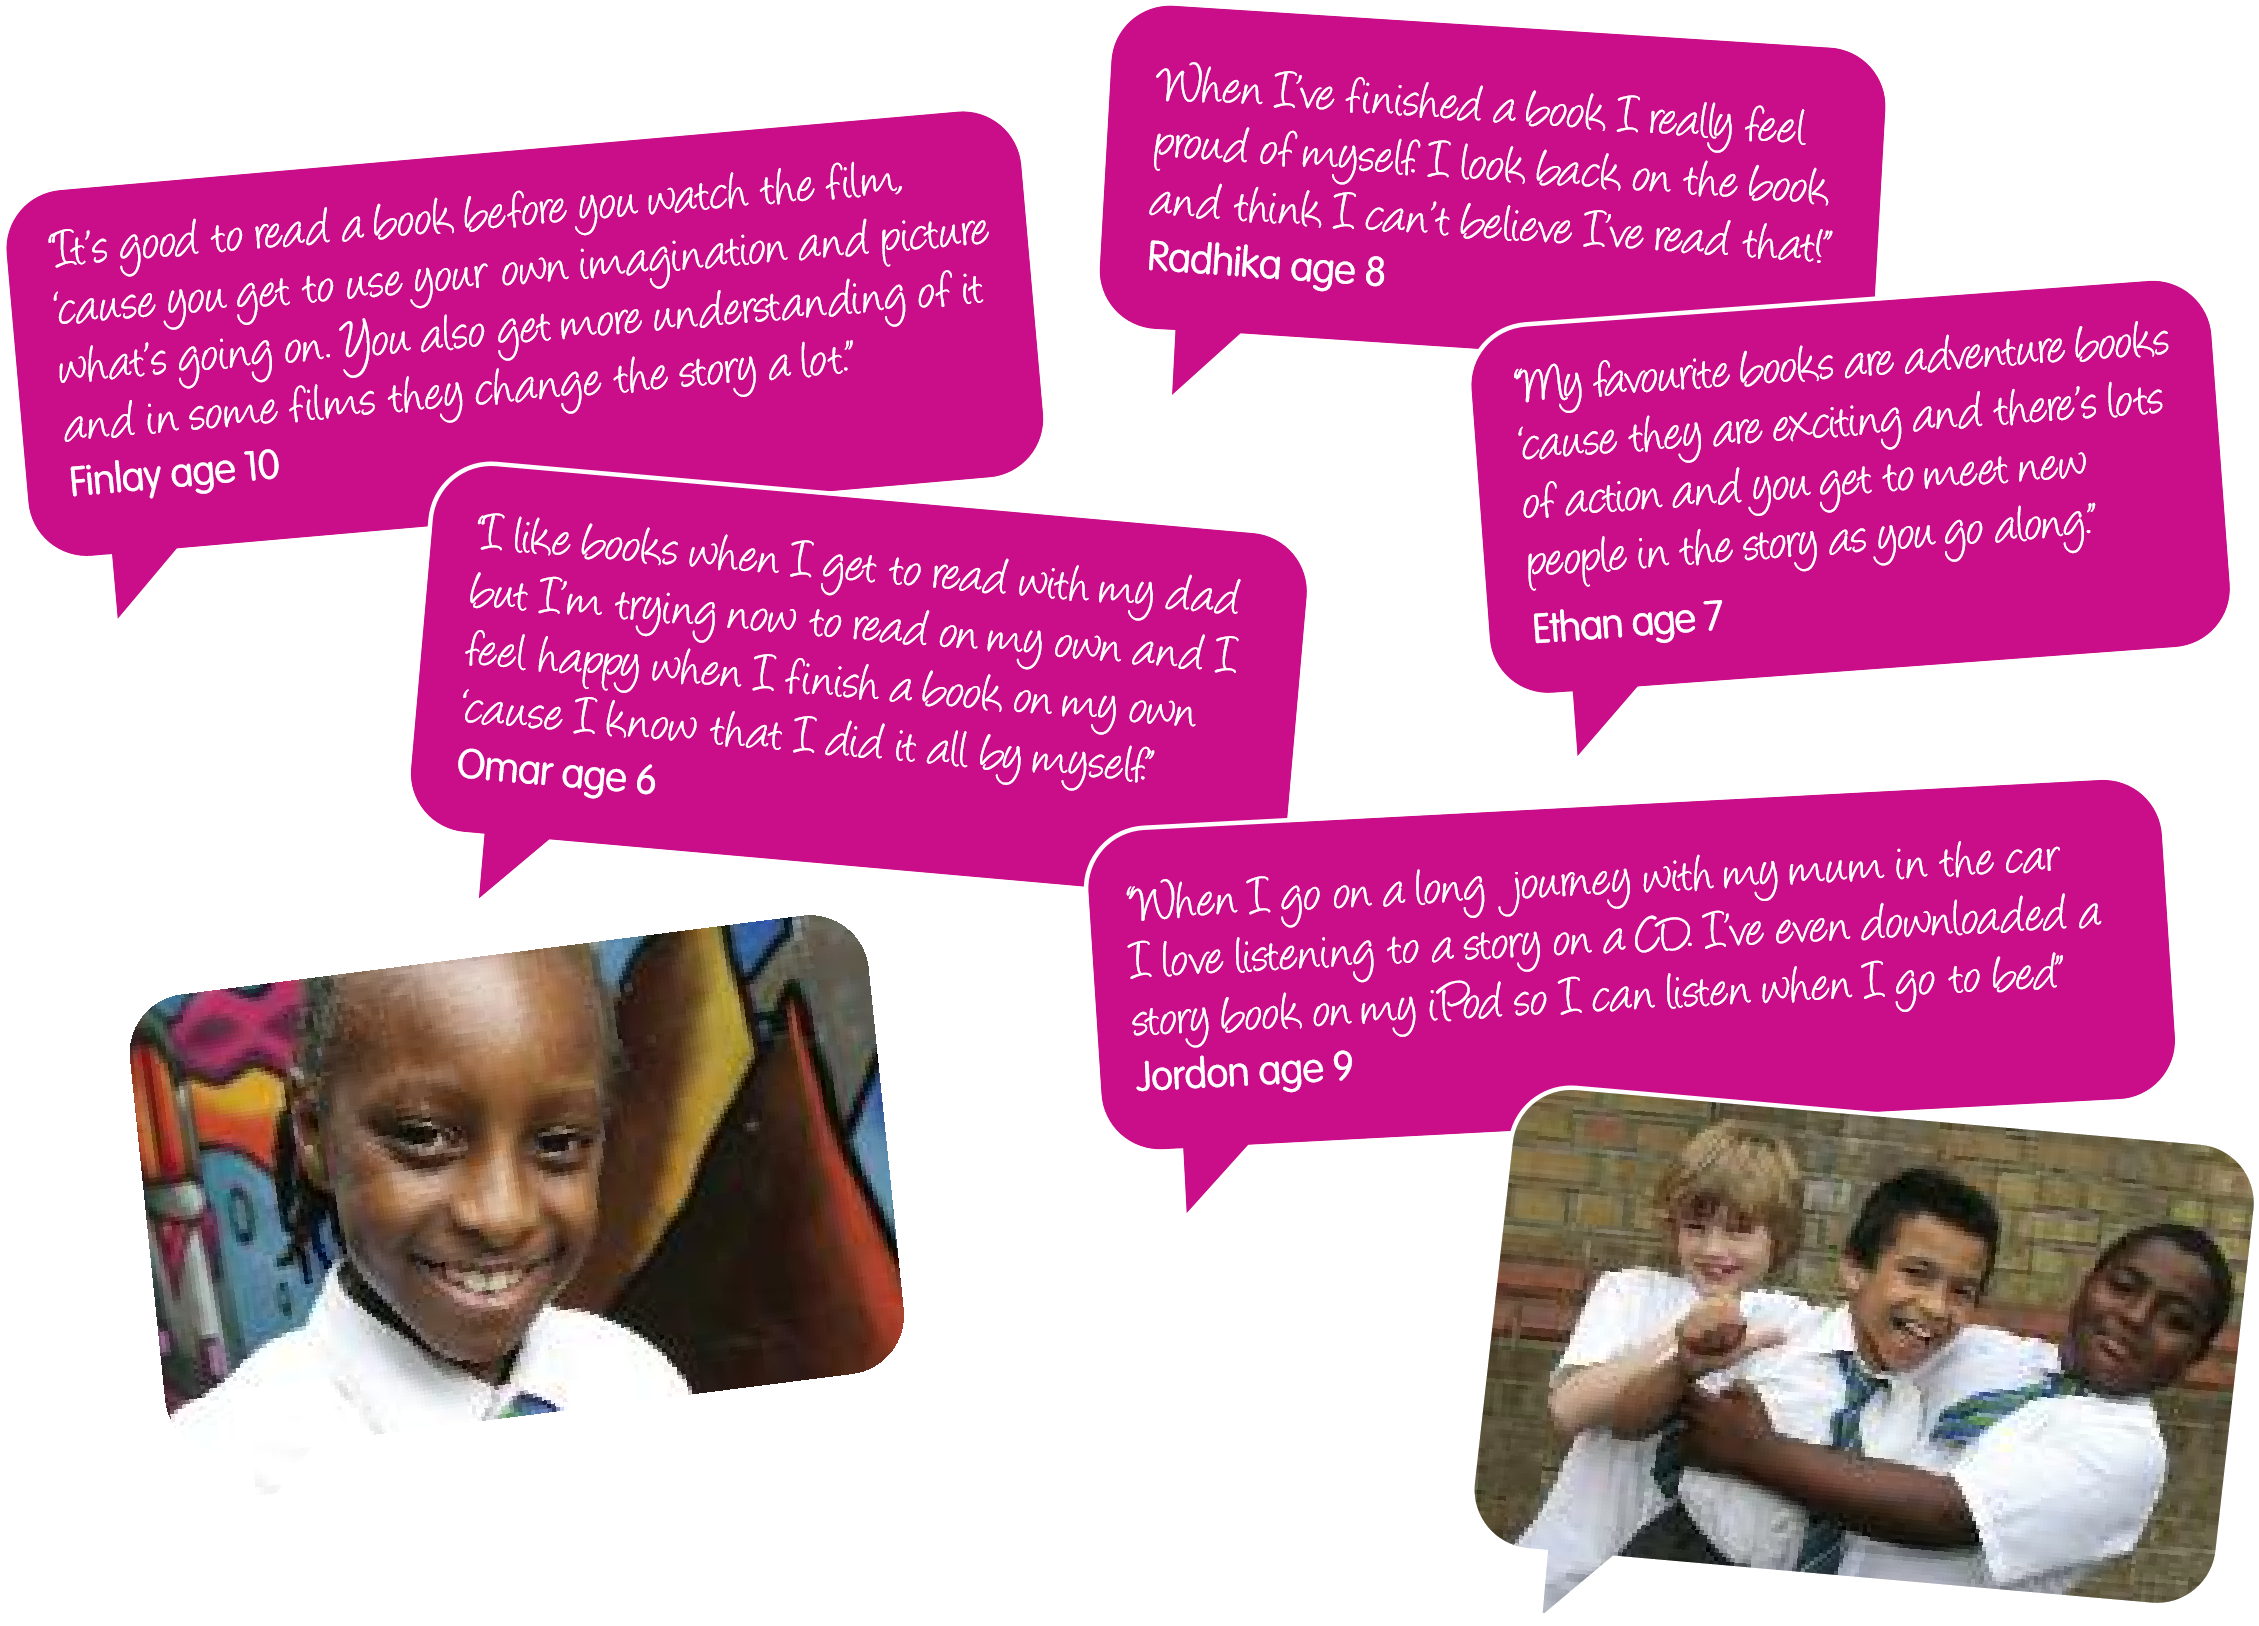 “It’s good to read a book before you watch the film,
‘cause you get to use your own imagination and picture
what’s going on. You also get more understanding of it
and in some films they change the story a lot.”
Finlay age 10
When I’ve finished a book I really feel
proud of myself. I look back on the book
and think I can’t believe I’ve read that!”
Radhika age 8
“My favourite books are adventure books
‘cause they are exciting and there’s lots
of action and you get to meet new
people in the story as you go along.”
Ethan age 7
“I like books when I get to read with my dad
but I’m trying now to read on my own and I
feel happy when I finish a book on my own
‘cause I know that I did it all by myself.”
Omar age 6
“When I go on a long journey with my mum in the car
I love listening to a story on a CD. I’ve even downloaded a
story book on my iPod so I can listen when I go to bed”
Jordon age 9